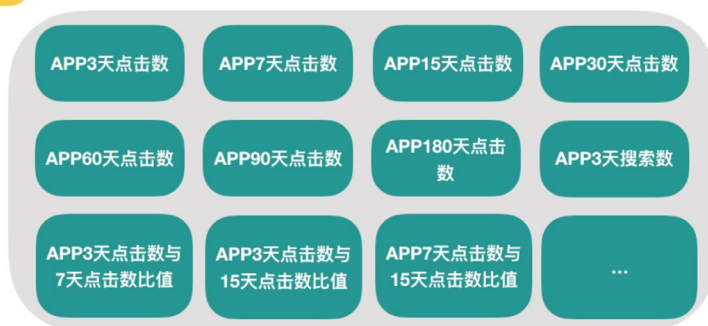 APP3天点击数
APP7天点击数
APP15天点击数
APP30天点击数
APP60天点击数
APP90天点击数
APP180天点击
数
APP3天搜索数
APP3天点击数与
7天点击数比值
APP3天点击数与
15天点击数比值
APP7天点击数与
15天点击数比值
...